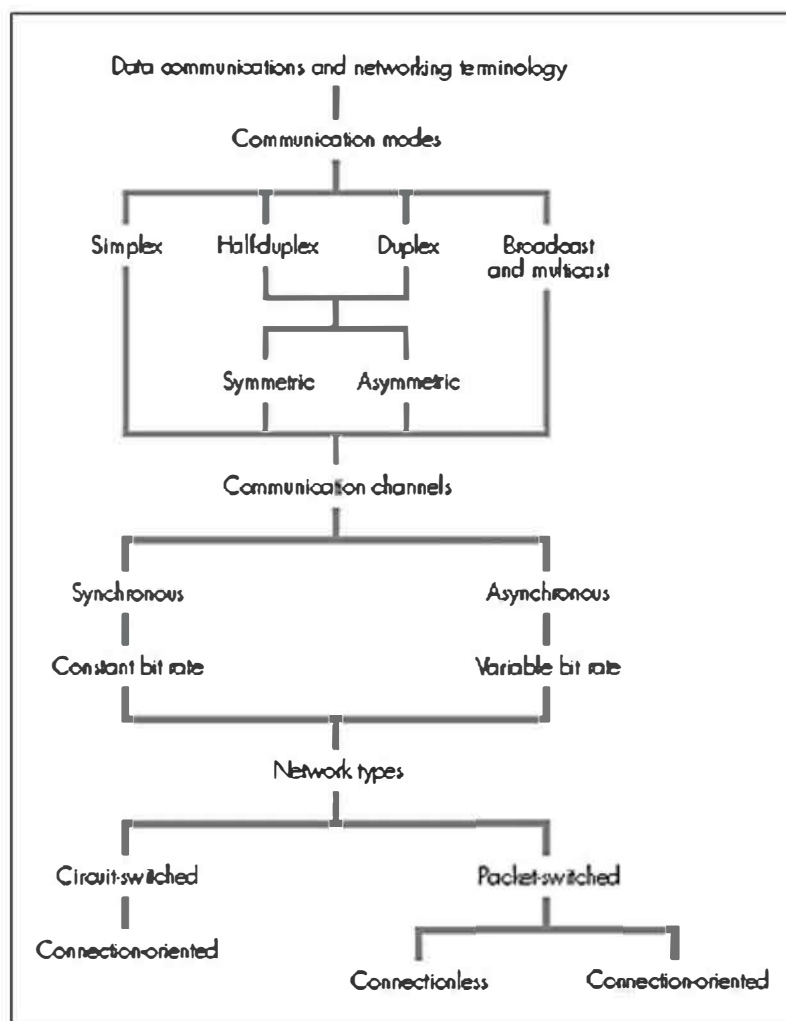 Data communications and networking terminology
Communication modes
Simplex
Half-duplex
Duplex
Broadcast
and multicast
Symmetric
Asymmetric
Communication channels
Synchronous
Asynchronous
Constant bit rate
Variable bit rate
Network types
Circuit-switched
Packet-switched
Connection-oriented
Connectionless
Connection-oriented